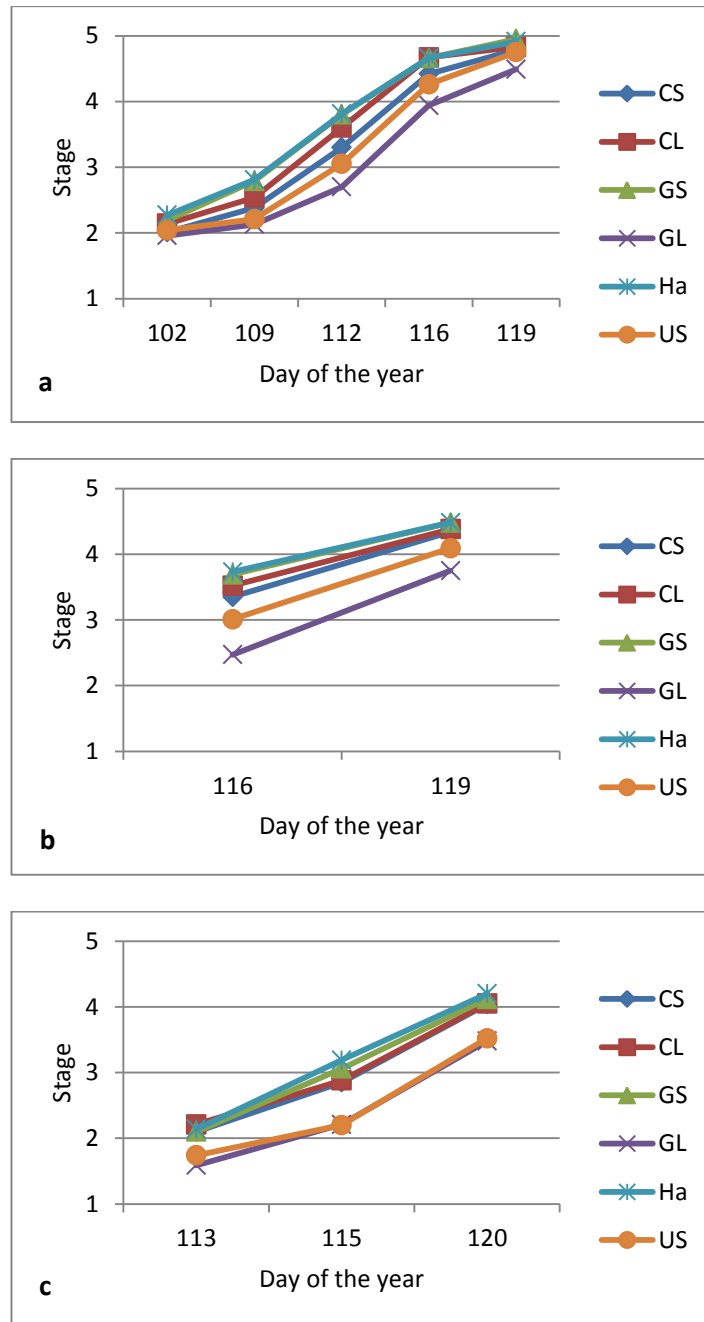 5
4
3
2
1
Stage
102 109 112 116 119
Day of the year
CS
CL
GS
GL
Ha
US
a
5
4
3
2
1
Stage
116 119
Day of the year
CS
CL
GS
GL
Ha
US
b
5
4
3
2
1
Stage
113 115 120
Day of the year
CS
CL
GS
GL
Ha
US
c